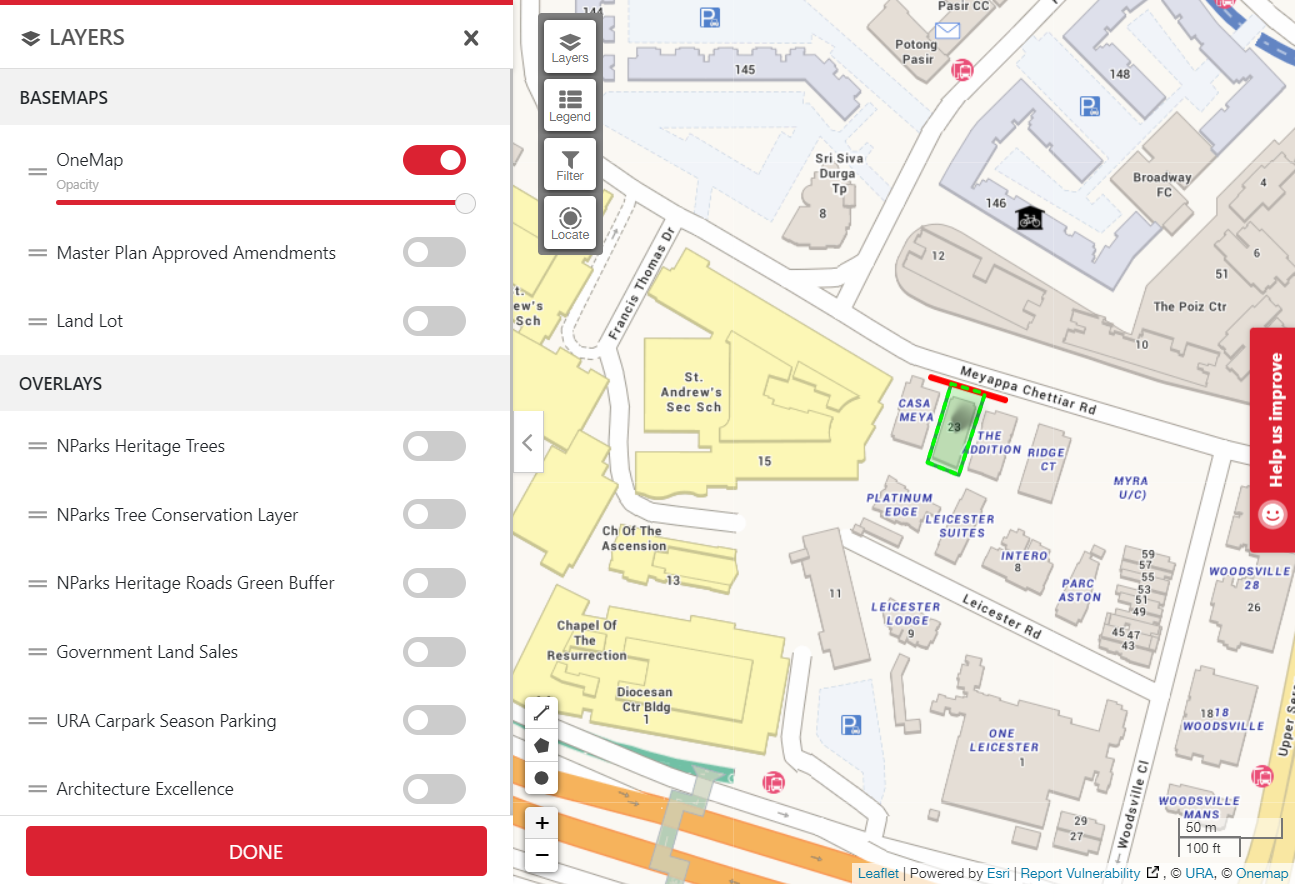 LAYERS
BASEMAPS
OneMap
Opacity
Master Plan Approved Amendments
Land Lot
OVERLAYS
NParks Heritage Trees
NParks Tree Conservation Layer
NParks Heritage Roads Green Buffer
Government Land Sales
URA Carpark Season Parking
Architecture Excellence
DONE
Layers
Legend
Filter
Locate
144
145
Pasir CC
Potong
Pasir
148
Sri Siva
Durga
Tp
8
Broadway
FC
146
4
6
51
12
The Poiz Ctr
10
Francis Thomas Dr
t.
ew's
Sch
St.
Andrew's
Sec Sch
15
Meyappa Chettiar Rd
CASA
MEYA
23
THE
DDITION
RIDGE
CT
MYRA
U/C)
PLATINUM
EDGE
LEICESTER
SUITES
INTERO
8
PARC
ASTON
59
57
55
53
51
49
45 47
43
WOODSVILLE
28
26
Ch Of The
Ascension
13
11
LEICESTER
LODGE
9
Leicester Rd
Chapel Of
The
Resurrection
Diocesan
Ctr Bldg
1
ONE
LEICESTER
1
18 18
WOODSVILLE
Upper Ser
WOODSVILLE
MANS
Woodsville Cl
29
27
Help us improve
+
−
50 m
100 ft
Leaflet | Powered by Esri | Report Vulnerability , © URA, © Onemap